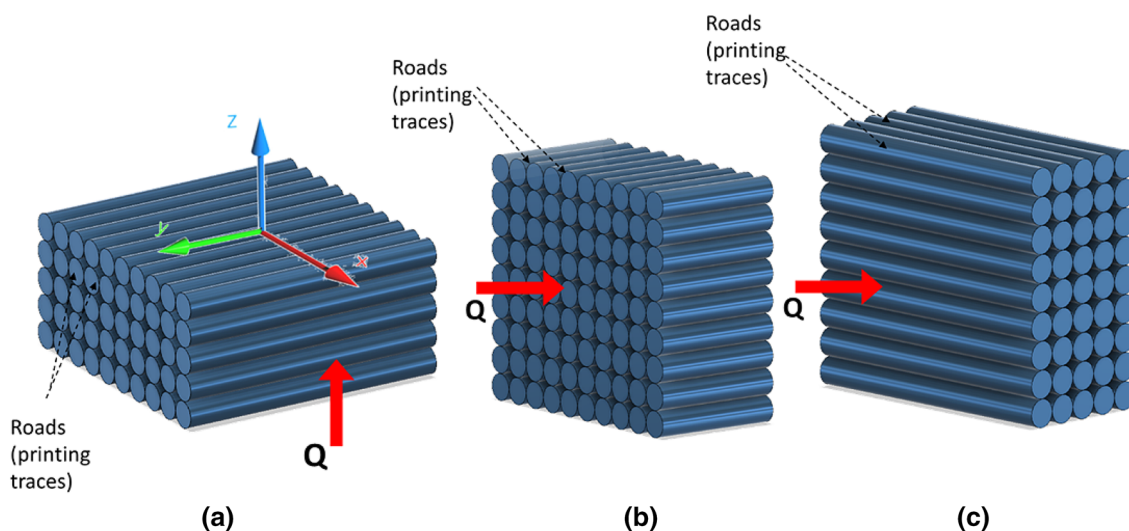 Roads
(printing
traces)
Roads
(printing
traces)
Z
y
x
Q
Q
Q
Roads
(printing
traces)
(a)
(b)
(c)